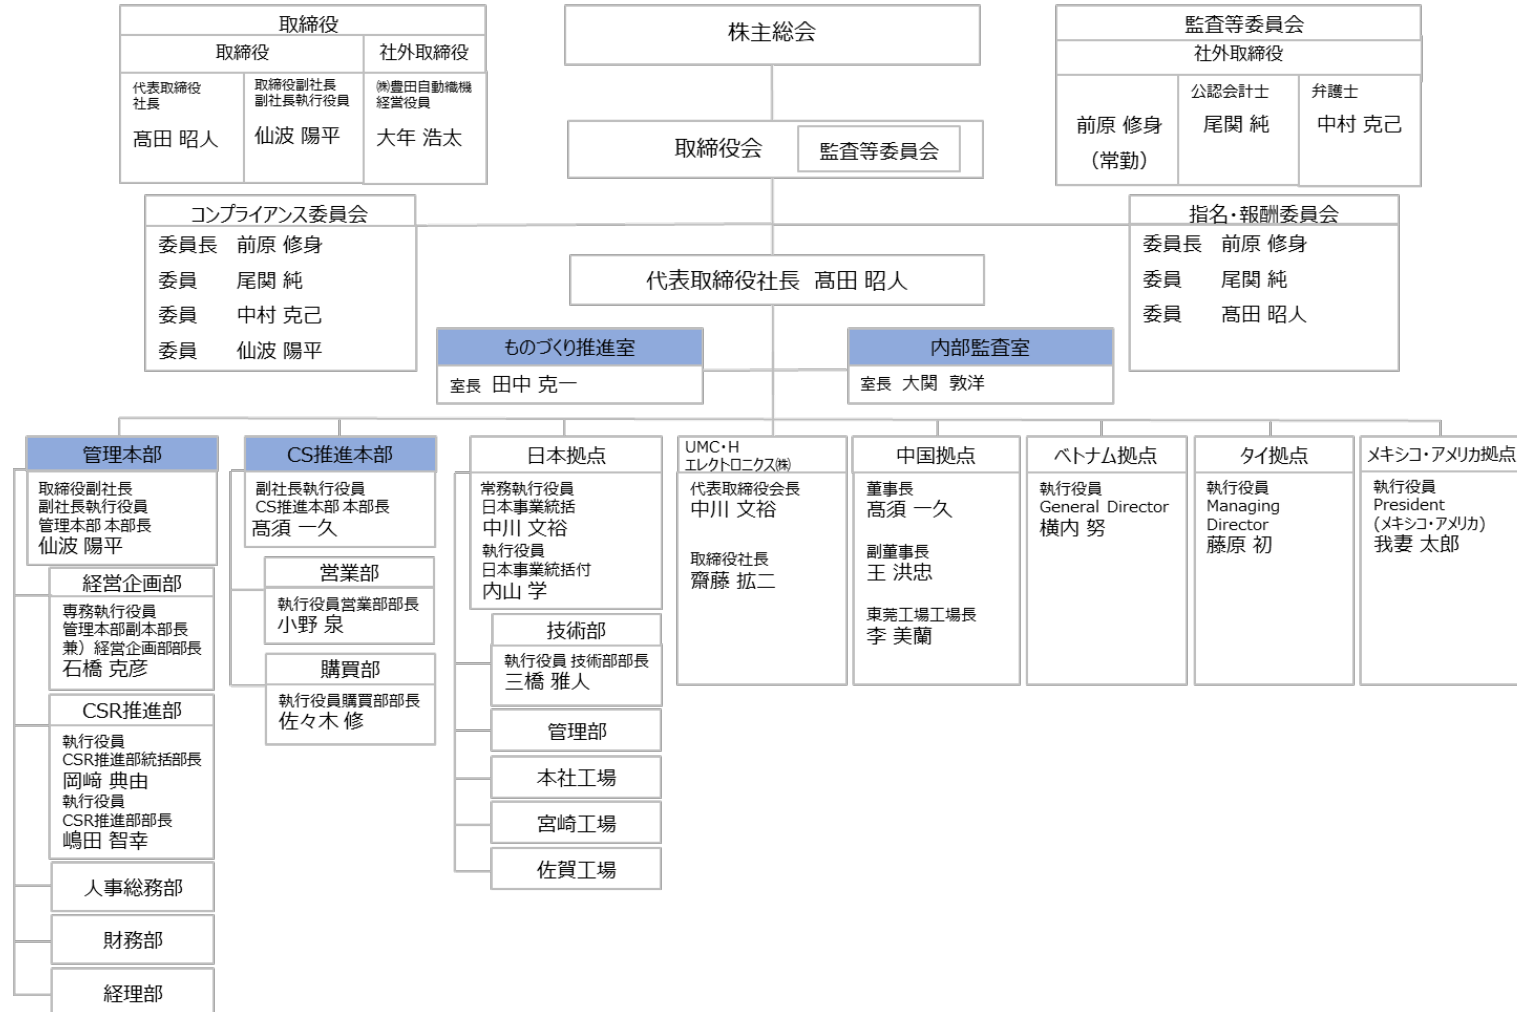 取締役
取締役
社外取締役
代表取締役
社長
髙田 昭人
取締役副社長
副社長執行役員
仙波 陽平
㈱豊田自動織機
経営役員
大年 浩太
株主総会
取締役会
監査等委員会
監査等委員会
社外取締役
前原 修身
（常勤）
公認会計士
尾関 純
弁護士
中村 克己
コンプライアンス委員会
委員長 前原 修身
委員 尾関 純
委員 中村 克己
委員 仙波 陽平
指名・報酬委員会
委員長 前原 修身
委員 尾関 純
委員 髙田 昭人
代表取締役社長 髙田 昭人
ものづくり推進室
室長 田中 克一
内部監査室
室長 大関 敦洋
管理本部
取締役副社長
副社長執行役員
管理本部 本部長
仙波 陽平
経営企画部
専務執行役員
管理本部副本部長
兼）経営企画部部長
石橋 克彦
CSR推進部
執行役員
CSR推進部統括部長
岡﨑 典由
執行役員
CSR推進部部長
嶋田 智幸
人事総務部
財務部
経理部
CS推進本部
副社長執行役員
CS推進本部 本部長
髙須 一久
営業部
執行役員営業部部長
小野 泉
購買部
執行役員購買部部長
佐々木 修
日本拠点
常務執行役員
日本事業統括
中川 文裕
執行役員
日本事業統括付
内山 学
技術部
執行役員 技術部部長
三橋 雅人
管理部
本社工場
宮崎工場
佐賀工場
UMC・H
エレクトロニクス㈱
代表取締役会長
中川 文裕
取締役社長
齋藤 拡二
中国拠点
董事長
髙須 一久
副董事長
王 洪忠
東莞工場工場長
李 美蘭
ベトナム拠点
執行役員
General Director
横内 努
タイ拠点
執行役員
Managing
Director
藤原 初
メキシコ・アメリカ拠点
執行役員
President
(メキシコ・アメリカ)
我妻 太郎